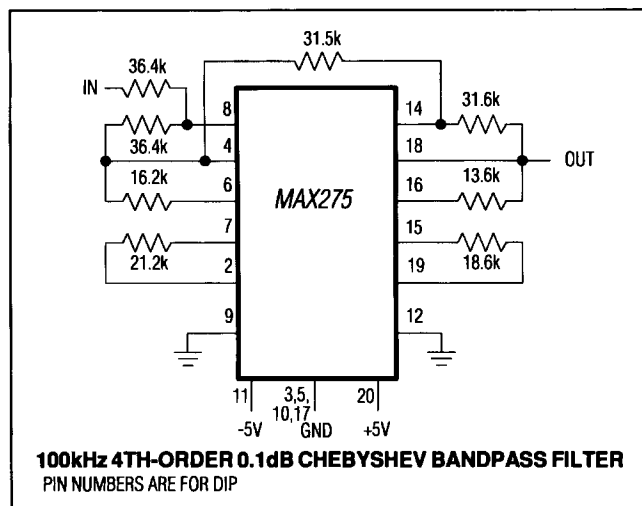 31.5k
36.4k
IN
8
14
31.6k
36.4k
4
18
OUT
16.2k
6
MAX275
16
13.6k
7
15
21.2k
2
19
18.6k
9
12
11
3,5,
10,17
20
-5V
GND
+5V
100kHz 4TH-ORDER 0.1dB CHEBYSHEV BANDPASS FILTER
PIN NUMBERS ARE FOR DIP